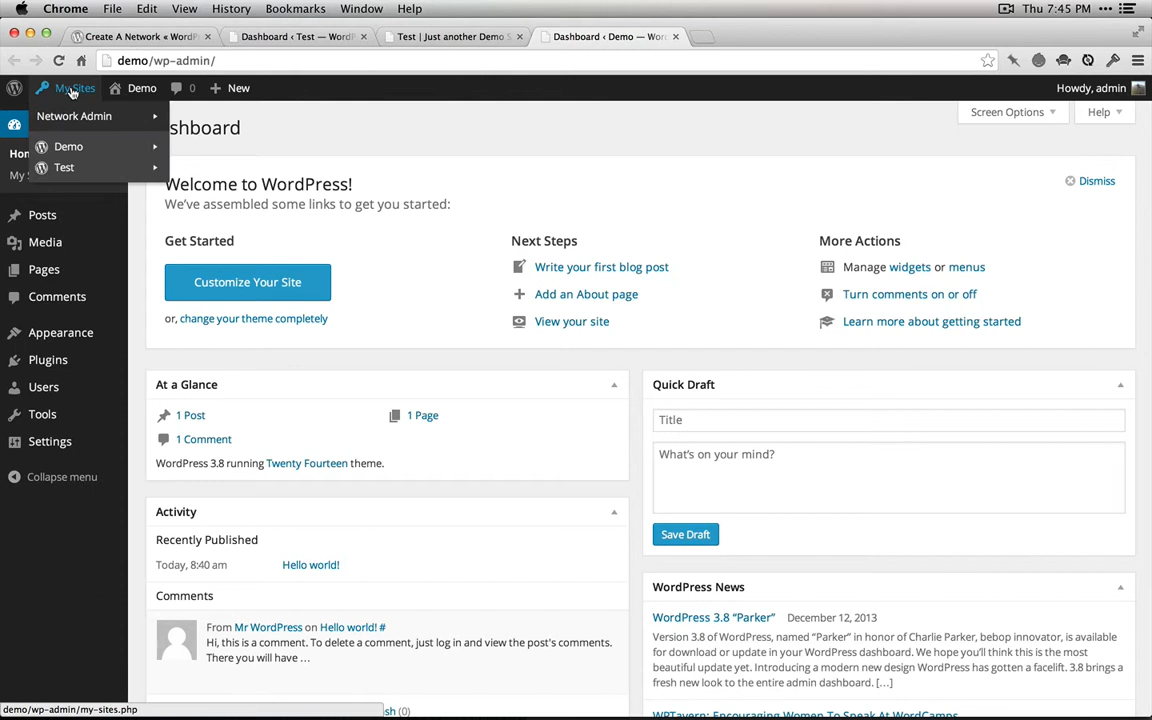 Chrome File Edit View History Bookmarks Window Help Thu 7:45 PM
Create A Network « WordP
Dashboard ‹ Test — WordP
Test | Just another Demo S
Dashboard ‹ Demo — Wor
demo/wp-admin/
My Sites Demo 0 New Howdy, admin
Network Admin
Demo
Test
shboard
Screen Options Help
Hon
My S
Posts
Media
Pages
Comments
Appearance
Plugins
Users
Tools
Settings
Collapse menu
Welcome to WordPress!
We've assembled some links to get you started:
Dismiss
Get Started
Customize Your Site
or, change your theme completely
Next Steps
Write your first blog post
Add an About page
View your site
More Actions
Manage widgets or menus
Turn comments on or off
Learn more about getting started
At a Glance
1 Post 1 Page
1 Comment
WordPress 3.8 running Twenty Fourteen theme.
Activity
Recently Published
Today, 8:40 am Hello world!
Comments
From Mr WordPress on Hello world! #
Hi, this is a comment. To delete a comment, just log in and view the post's comments.
There you will have …
sh (0)
Quick Draft
Title
What's on your mind?
Save Draft
WordPress News
WordPress 3.8 “Parker” December 12, 2013
Version 3.8 of WordPress, named “Parker” in honor of Charlie Parker, bebop innovator, is available
for download or update in your WordPress dashboard. We hope you'll think this is the most
beautiful update yet. Introducing a modern new design WordPress has gotten a facelift. 3.8 brings a
fresh new look to the entire admin dashboard. […]
WPTavern: Encouraging Women To Speak At WordCamps
demo/wp-admin/my-sites.php